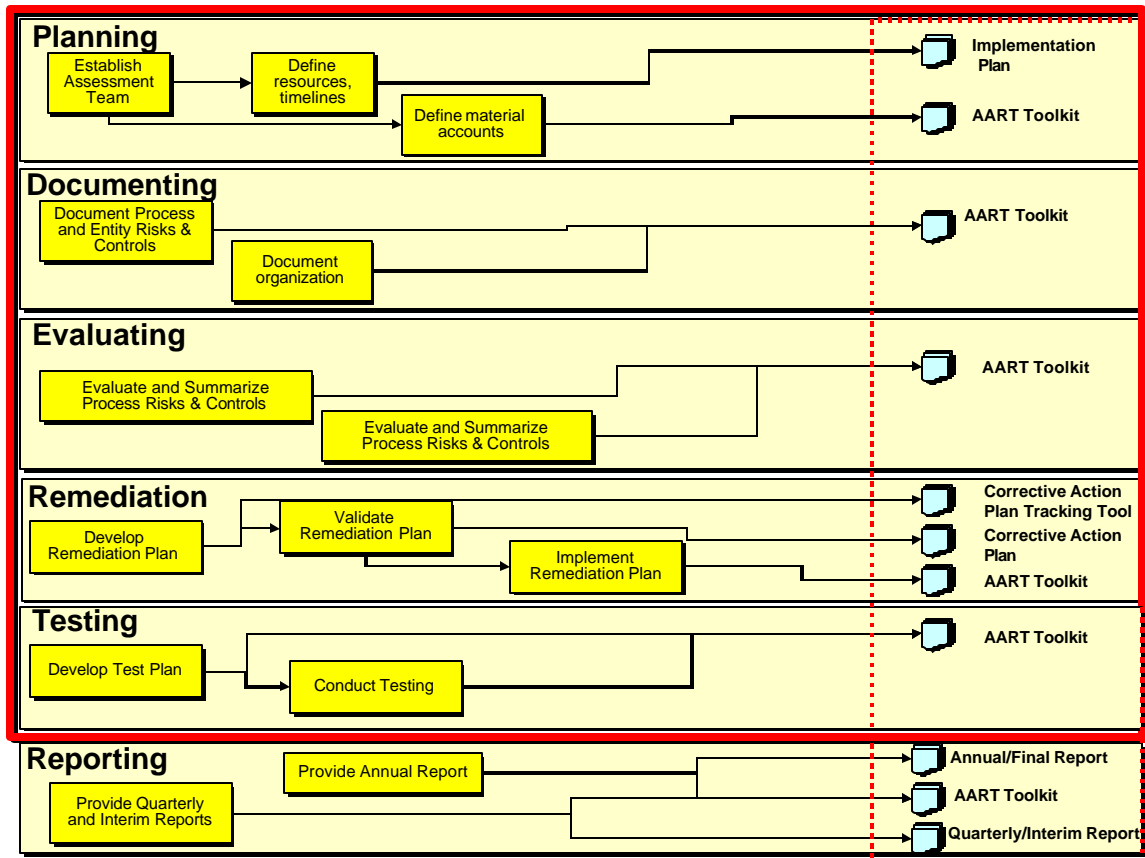 Planning
Establish
Assessment
Team
Define
resources,
timelines
Define material
accounts
Implementation
Plan
AART Toolkit
Documenting
Document Process
and Entity Risks &
Controls
Document
organization
AART Toolkit
Evaluating
Evaluate and Summarize
Process Risks & Controls
Evaluate and Summarize
Process Risks & Controls
AART Toolkit
Remediation
Develop
Remediation Plan
Validate
Remediation Plan
Implement
Remediation Plan
Corrective Action
Plan Tracking Tool
Corrective Action
Plan
AART Toolkit
Testing
Develop Test Plan
Conduct Testing
AART Toolkit
Reporting
Provide Annual Report
Provide Quarterly
and Interim Reports
Annual/Final Report
AART Toolkit
Quarterly/Interim Report